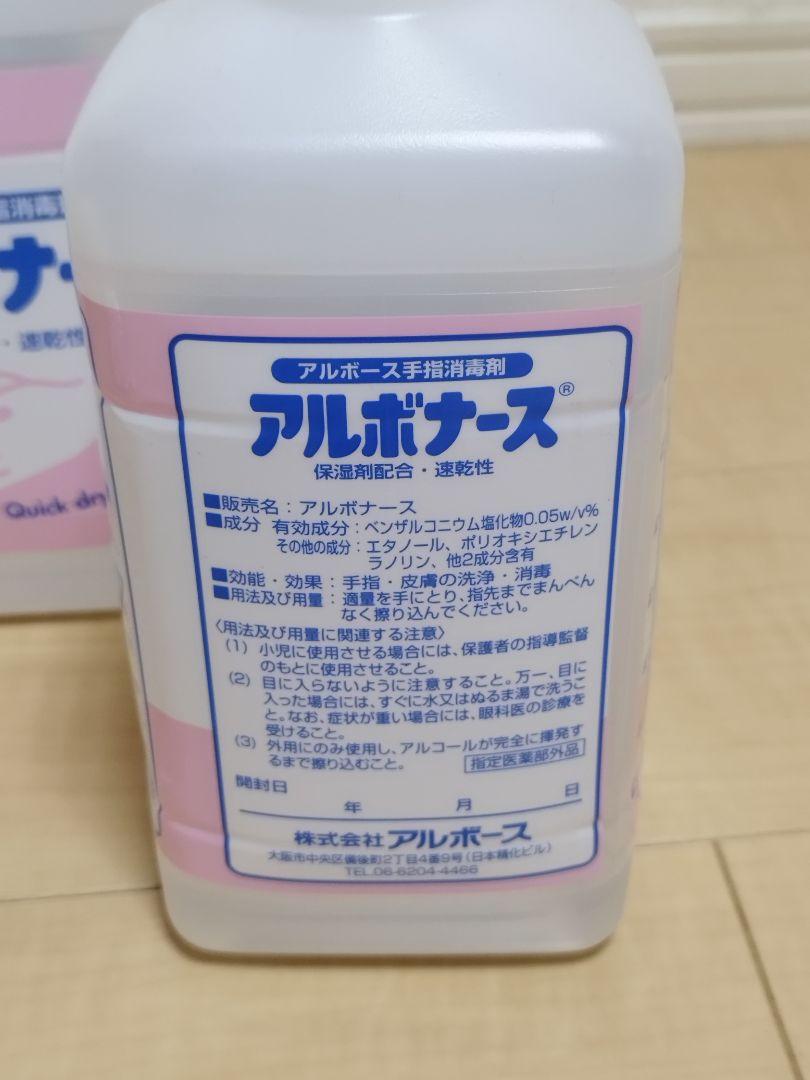 アルボース手指消毒剤
アルボナース®
保湿剤配合・速乾性
■販売名：アルボナース
■成分 有効成分：ベンザルコニウム塩化物0.05w/v%
その他の成分：エタノール、ポリオキシエチレン
ラノリン、他2成分含有
■効能・効果：手指・皮膚の洗浄・消毒
■用法及び用量：適量を手にとり、指先までまんべん
なく擦り込んでください。
〈用法及び用量に関連する注意〉
(1) 小児に使用させる場合には、保護者の指導監督
のもとに使用させること。
(2) 目に入らないように注意すること。万一、目に
入った場合には、すぐに水又はぬるま湯で洗うこ
と。なお、症状が重い場合には、眼科医の診療を
受けること。
(3) 外用にのみ使用し、アルコールが完全に揮発す
るまで擦り込むこと。
指定医薬部外品
開封日
年 月 日
株式会社 アルボース
大阪市中央区備後町2丁目4番9号(日本精化ビル)
TEL.06-6204-4466
消毒
ナー
・速乾性
Quick dry